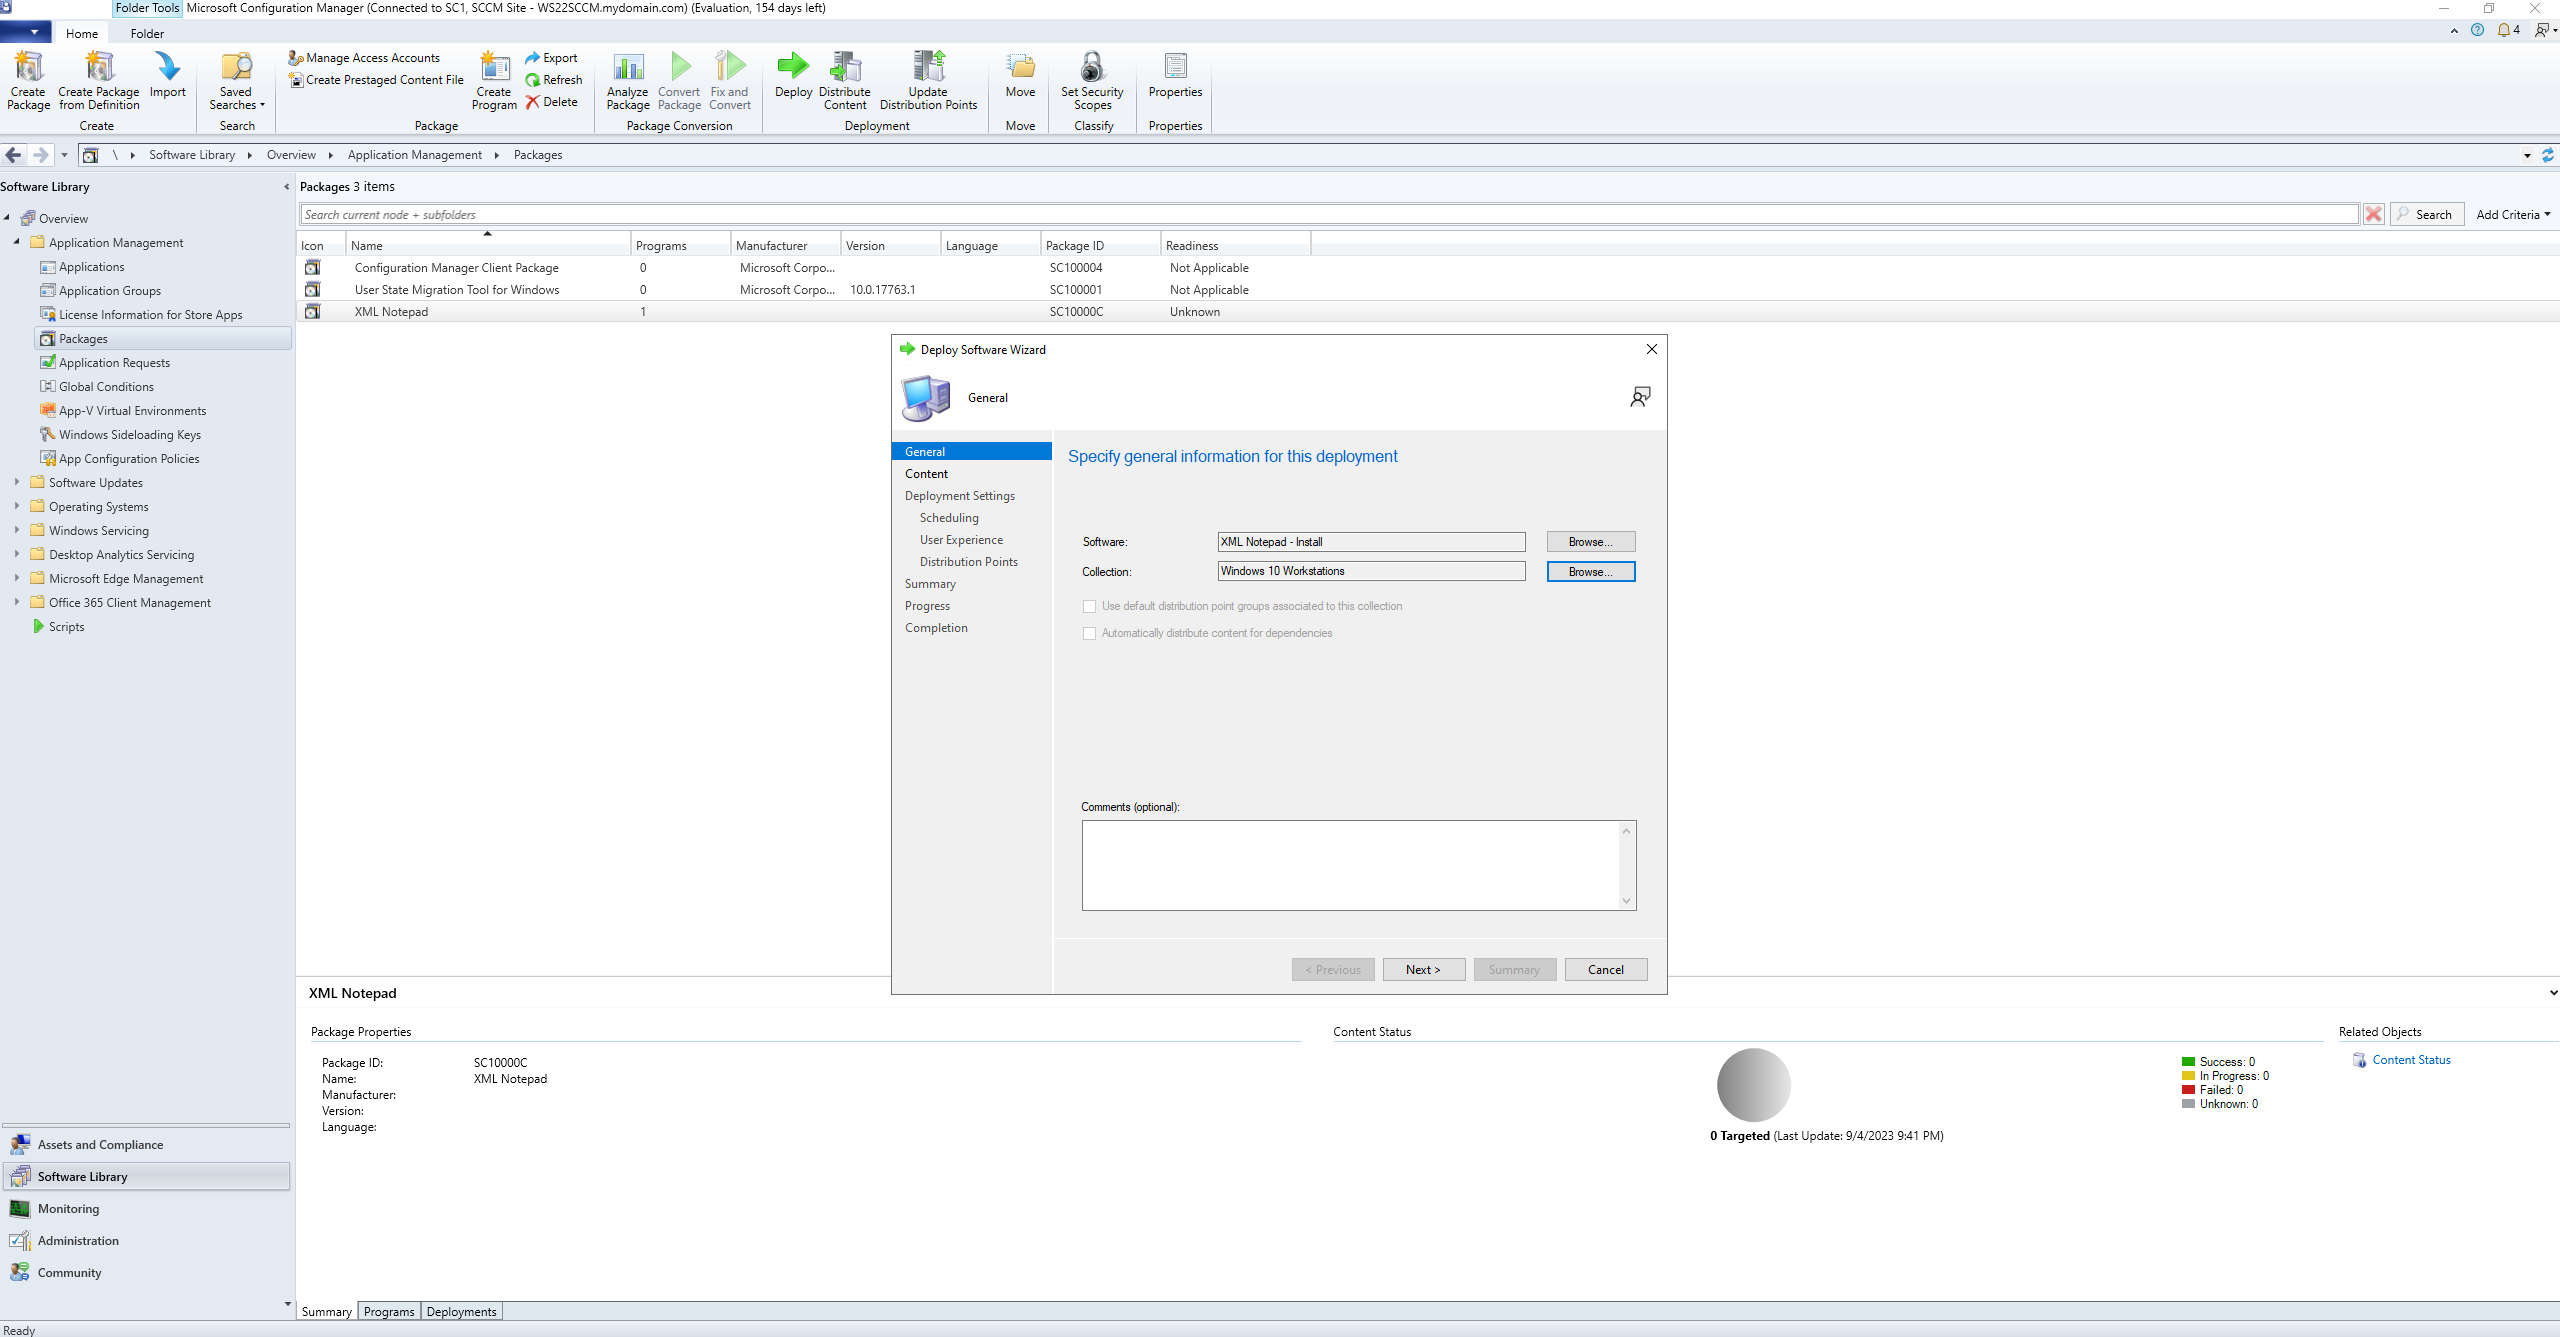 Folder Tools Microsoft Configuration Manager (Connected to SC1, SCCM Site - WS22SCCM.mydomain.com) (Evaluation, 154 days left)
Home Folder
4
Create Package
Create Package from Definition
Import
Create
Saved Searches
Search
Manage Access Accounts
Create Prestaged Content File
Create Program
Export
Refresh
Delete
Package
Analyze Package
Convert Package
Fix and Convert
Package Conversion
Deploy
Distribute Content
Update Distribution Points
Deployment
Move
Move
Set Security Scopes
Classify
Properties
Properties
\ Software Library Overview Application Management Packages
Software Library
Overview
Application Management
Applications
Application Groups
License Information for Store Apps
Packages
Application Requests
Global Conditions
App-V Virtual Environments
Windows Sideloading Keys
App Configuration Policies
Software Updates
Operating Systems
Windows Servicing
Desktop Analytics Servicing
Microsoft Edge Management
Office 365 Client Management
Scripts
Assets and Compliance
Software Library
Monitoring
Administration
Community
Packages 3 items
Search current node + subfolders
Search Add Criteria
Icon Name Programs Manufacturer Version Language Package ID Readiness
Configuration Manager Client Package 0 Microsoft Corpo... SC100004 Not Applicable
User State Migration Tool for Windows 0 Microsoft Corpo... 10.0.17763.1 SC100001 Not Applicable
XML Notepad 1 SC10000C Unknown
Deploy Software Wizard
General
General
Content
Deployment Settings
Scheduling
User Experience
Distribution Points
Summary
Progress
Completion
Specify general information for this deployment
Software: XML Notepad - Install Browse...
Collection: Windows 10 Workstations Browse...
Use default distribution point groups associated to this collection
Automatically distribute content for dependencies
Comments (optional):
< Previous Next > Summary Cancel
XML Notepad
Package Properties
Package ID: SC10000C
Name: XML Notepad
Manufacturer:
Version:
Language:
Content Status
Success: 0
In Progress: 0
Failed: 0
Unknown: 0
0 Targeted (Last Update: 9/4/2023 9:41 PM)
Related Objects
Content Status
Summary Programs Deployments
Ready